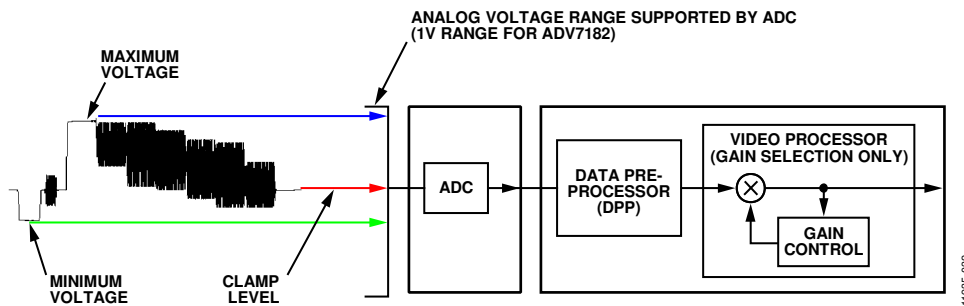 ANALOG VOLTAGE RANGE SUPPORTED BY ADC
(1V RANGE FOR ADV7182)
MAXIMUM
VOLTAGE
ADC
DATA PRE-
PROCESSOR
(DPP)
VIDEO PROCESSOR
(GAIN SELECTION ONLY)
GAIN
CONTROL
MINIMUM
VOLTAGE
CLAMP
LEVEL